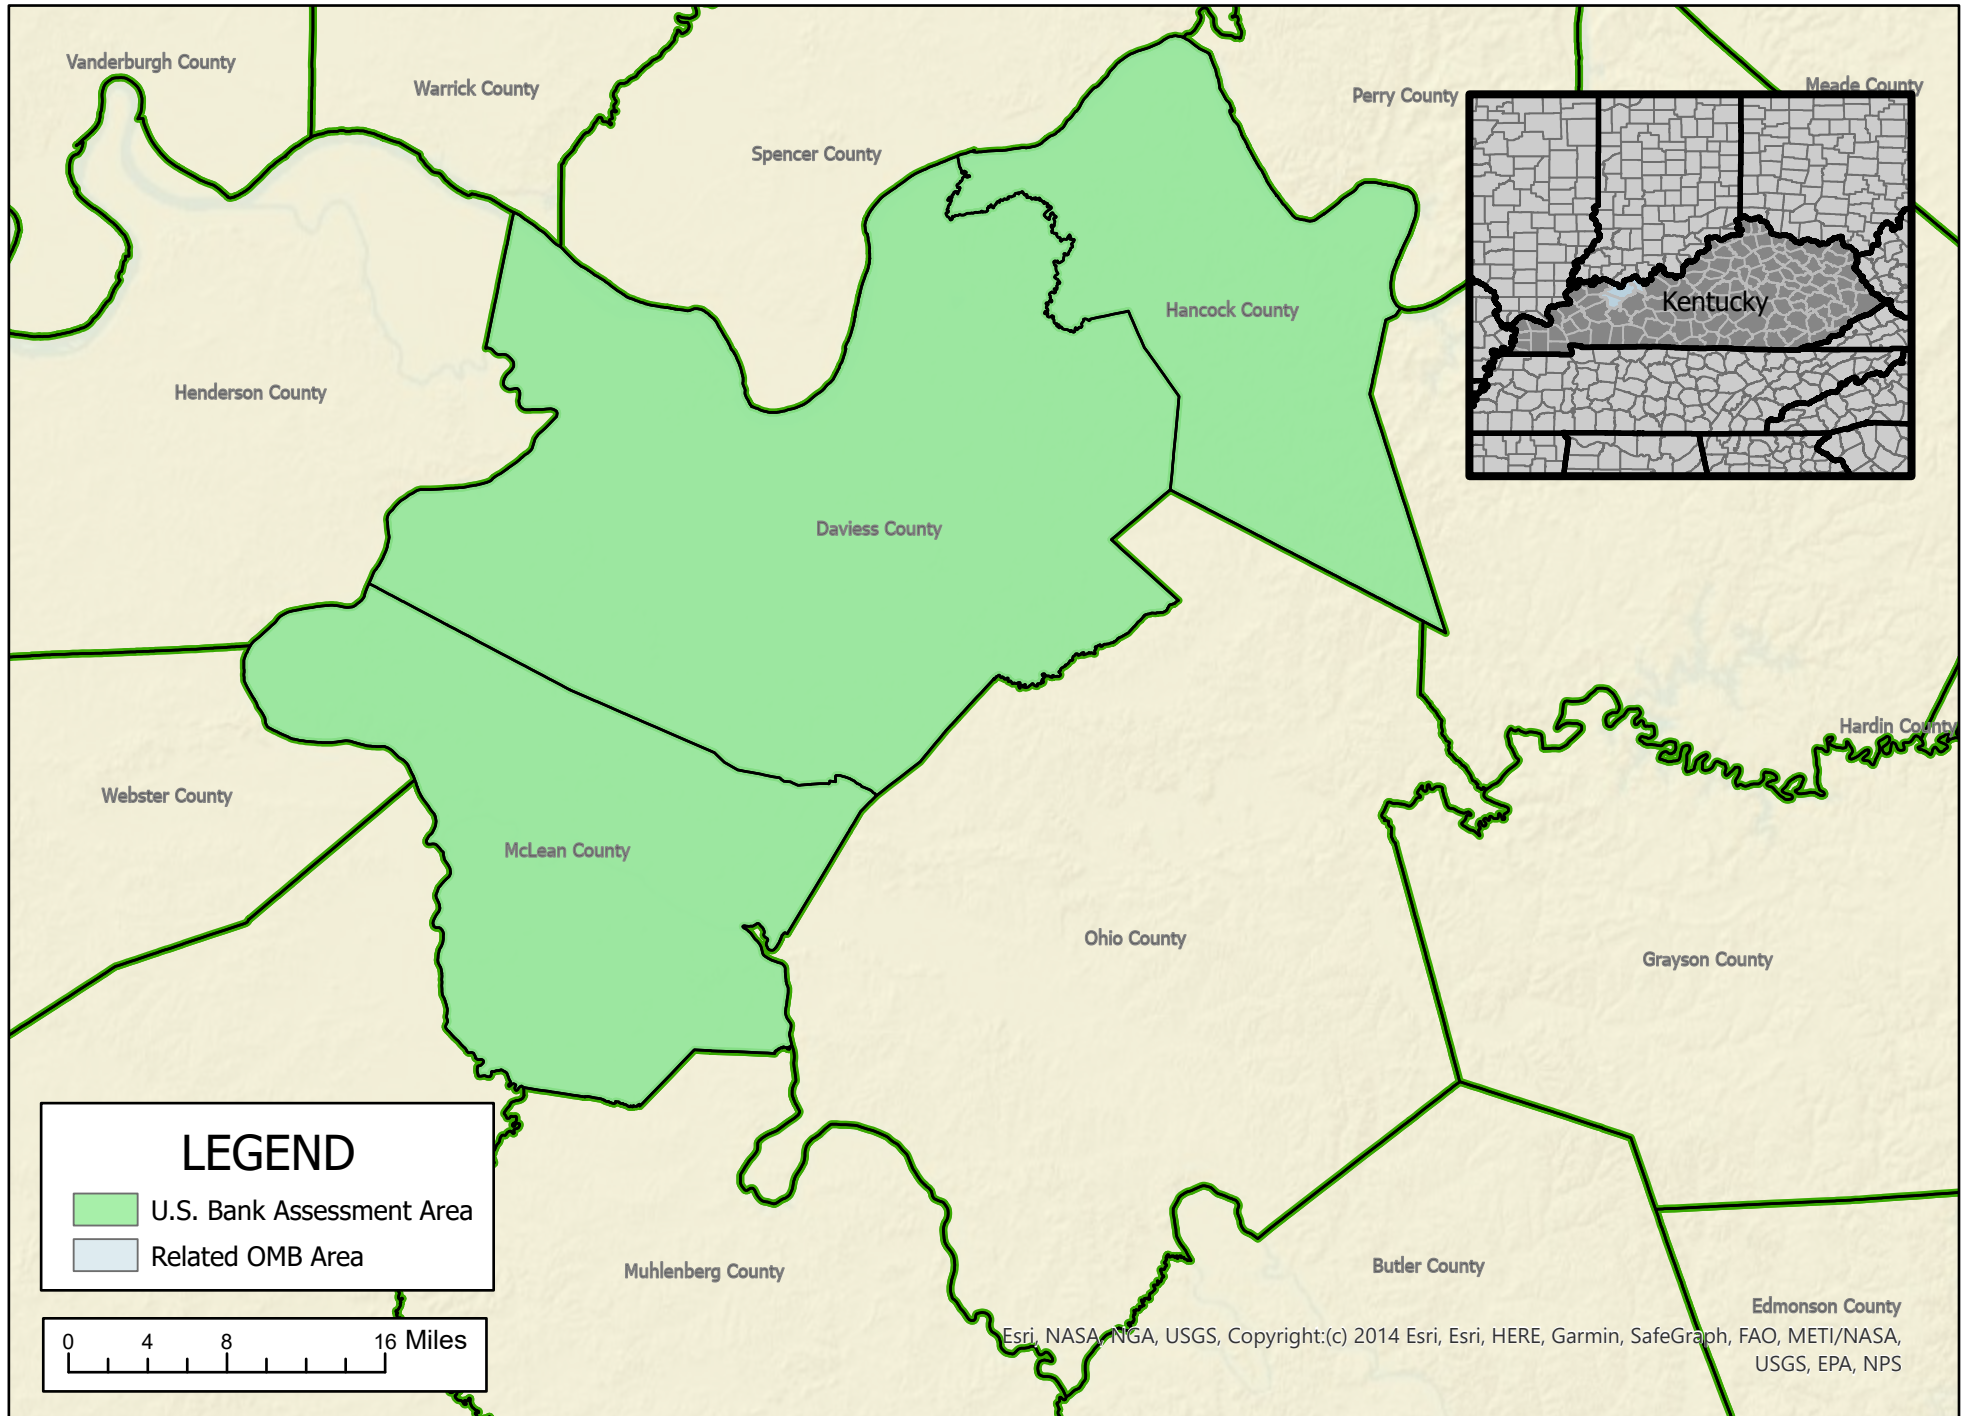 Vanderburgh County
Warrick County
Spencer County
Perry County
Meade County
Kentucky
Hancock County
Henderson County
Daviess County
Hardin County
Webster County
McLean County
Ohio County
Grayson County
LEGEND
U.S. Bank Assessment Area
Related OMB Area
Muhlenberg County
Butler County
Edmonson County
0 4 8 16 Miles
Esri, NASA, NGA, USGS, Copyright:(c) 2014 Esri, Esri, HERE, Garmin, SafeGraph, FAO, METI/NASA,
USGS, EPA, NPS